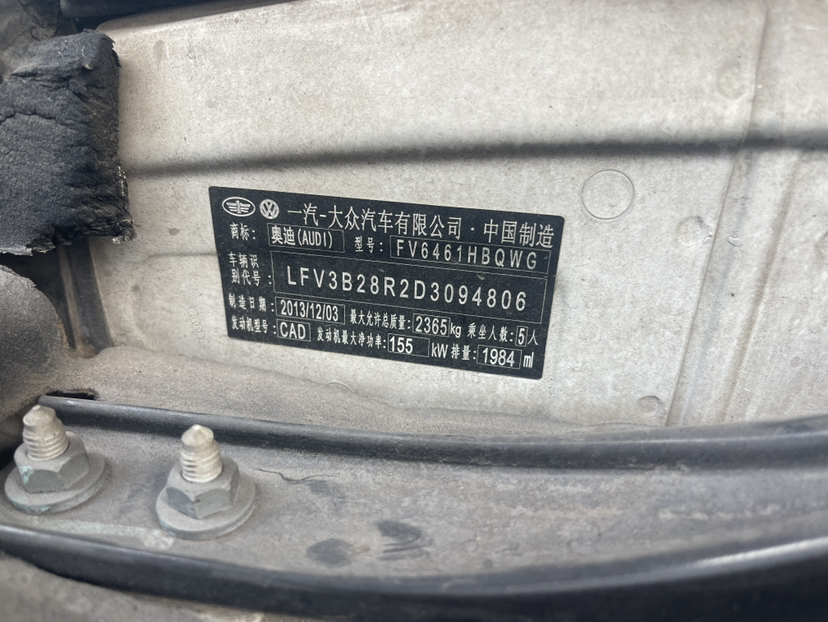 一汽-大众汽车有限公司·中国制造
商标：奥迪(AUDI) 型号：FV6461HBQWG
车辆识
别代号：LFV3B28R2D3094806
制造日期：2013/12/03 最大允许总质量：2365kg 乘坐人数：5人
发动机型号：CAD 发动机最大净功率：155 kW 排量：1984 ml